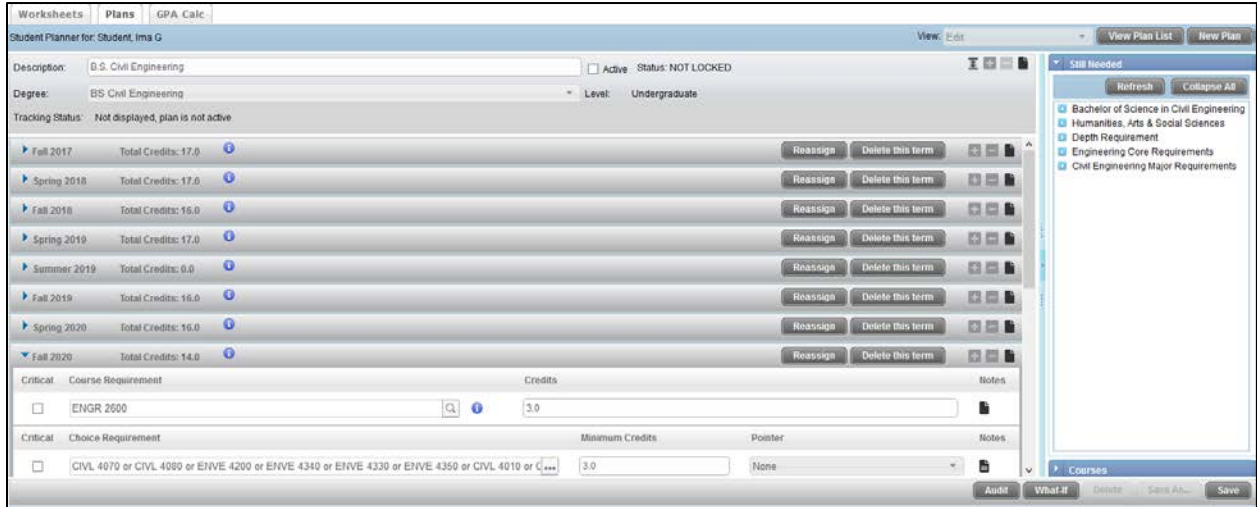 Worksheets Plans GPA Calc
Student Planner for: Student, Ima G View: Edit View Plan List New Plan
Description: B.S. Civil Engineering Active Status: NOT LOCKED
Degree: BS Civil Engineering Level: Undergraduate
Tracking Status: Not displayed, plan is not active
Fall 2017 Total Credits: 17.0 Reassign Delete this term
Spring 2018 Total Credits: 17.0 Reassign Delete this term
Fall 2018 Total Credits: 16.0 Reassign Delete this term
Spring 2019 Total Credits: 17.0 Reassign Delete this term
Summer 2019 Total Credits: 0.0 Reassign Delete this term
Fall 2019 Total Credits: 16.0 Reassign Delete this term
Spring 2020 Total Credits: 16.0 Reassign Delete this term
Fall 2020 Total Credits: 14.0 Reassign Delete this term
Critical Course Requirement Credits Notes
ENGR 2600 3.0
Critical Choice Requirement Minimum Credits Pointer Notes
CIVL 4070 or CIVL 4080 or ENVE 4200 or ENVE 4340 or ENVE 4330 or ENVE 4350 or CIVL 4010 or C... 3.0 None
Still Needed
Refresh Collapse All
Bachelor of Science in Civil Engineering
Humanities, Arts & Social Sciences
Depth Requirement
Engineering Core Requirements
Civil Engineering Major Requirements
Courses
Audit What-If Delete Save As... Save